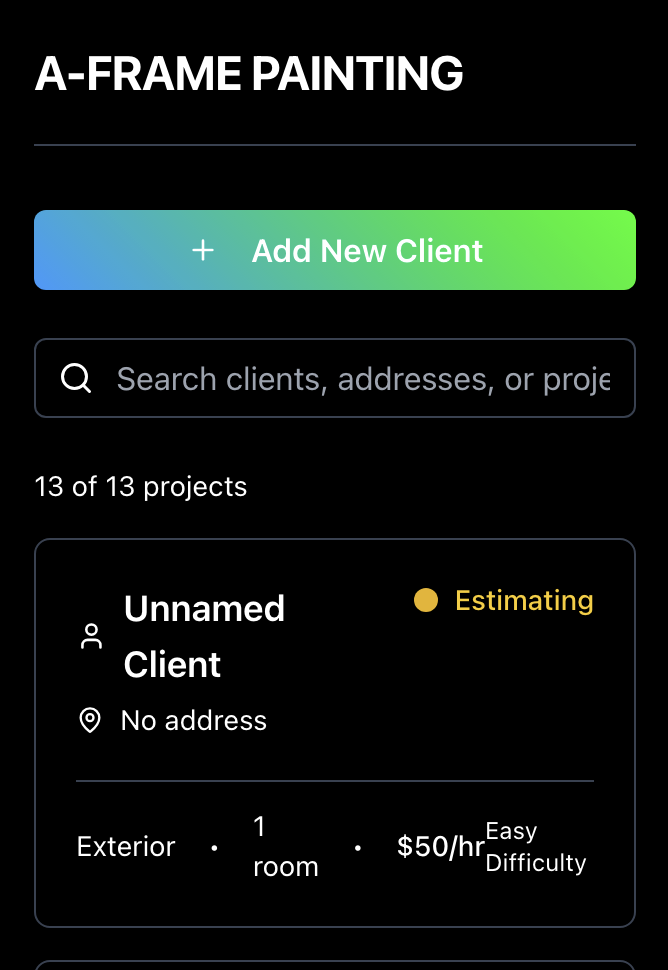 A-FRAME PAINTING
Add New Client
Search clients, addresses, or proje
13 of 13 projects
Unnamed
Client
Estimating
No address
Exterior • 1 room • $50/hr
Easy
Difficulty